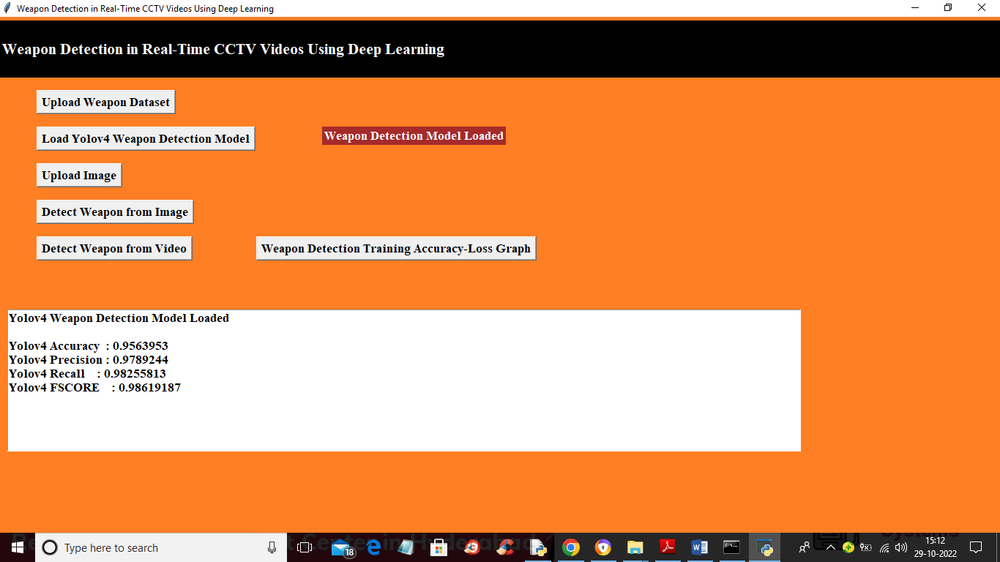 Weapon Detection in Real-Time CCTV Videos Using Deep Learning
Weapon Detection in Real-Time CCTV Videos Using Deep Learning
Upload Weapon Dataset
Load Yolov4 Weapon Detection Model
Weapon Detection Model Loaded
Upload Image
Detect Weapon from Image
Detect Weapon from Video
Weapon Detection Training Accuracy-Loss Graph
Yolov4 Weapon Detection Model Loaded
Yolov4 Accuracy : 0.9563953
Yolov4 Precision : 0.9789244
Yolov4 Recall : 0.98255813
Yolov4 FSCORE : 0.98619187
Type here to search
18
15:12
29-10-2022